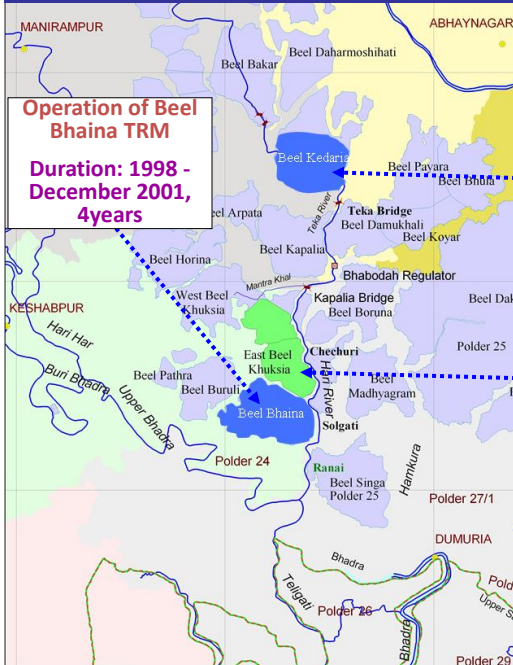 MANIRAMPUR
ABHAYNAGAR
Beel Daharmoshihati
Beel Bakar
Operation of Beel
Bhaina TRM
Duration: 1998 -
December 2001,
4years
Beel Kedaria
Beel Payara
Beel Bhula
Teka River
Arpata
Teka Bridge
Beel Damukhali
Beel Koyar
Beel Kapalia
Beel Horina
Bhabodah Regulator
Mantra Khal
West Beel
Khuksia
Kapalia Bridge
Beel Boruna
Beel Dak
KESHABPUR
Hari Har
Chechuri
Polder 25
East Beel
Khuksia
Hari River
Buri Bhadra
Beel Pathra
Beel Buruli
Upper Bhadra
Beel
Madhyagram
Beel Bhaina
Solgati
Polder 24
Ranai
Beel Singa
Polder 25
Hamkura
Polder 27/1
DUMURIA
Bhadra
Teligati
Polder 26
Bhadra
Polder 29